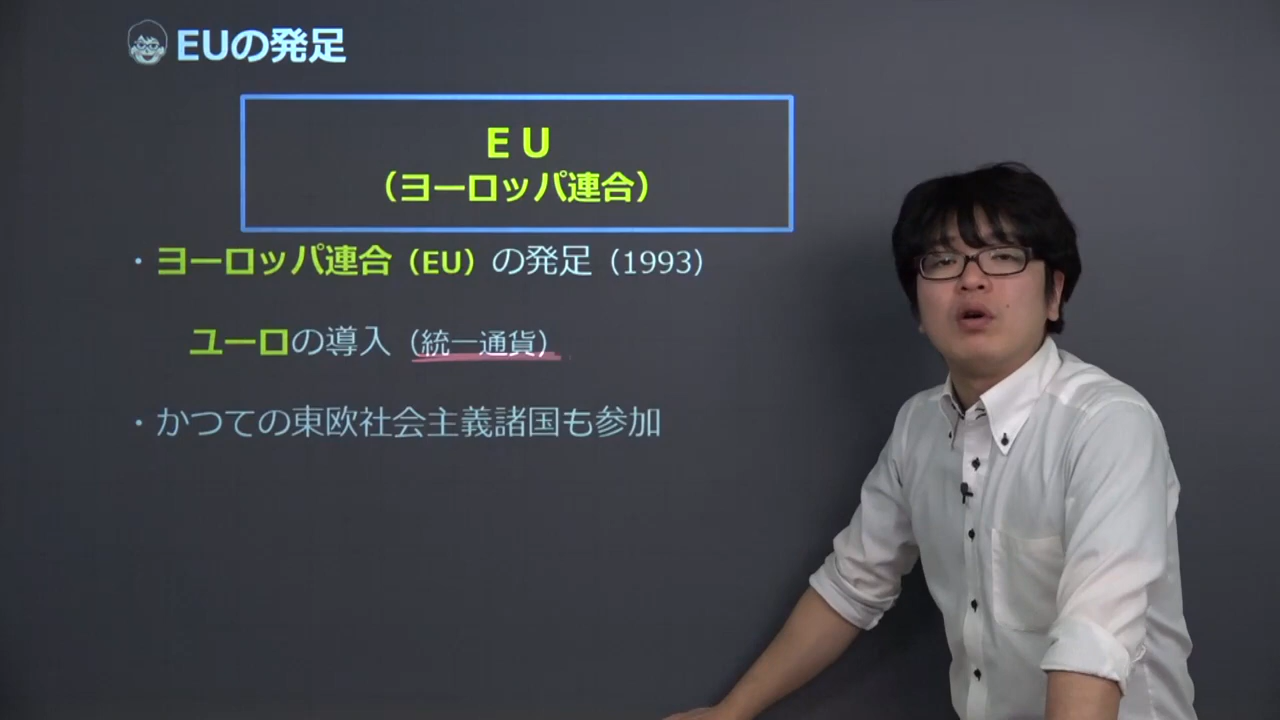 EUの発足
ＥＵ
（ヨーロッパ連合）
・ヨーロッパ連合（EU）の発足（1993）
ユーロの導入（統一通貨）
・かつての東欧社会主義諸国も参加